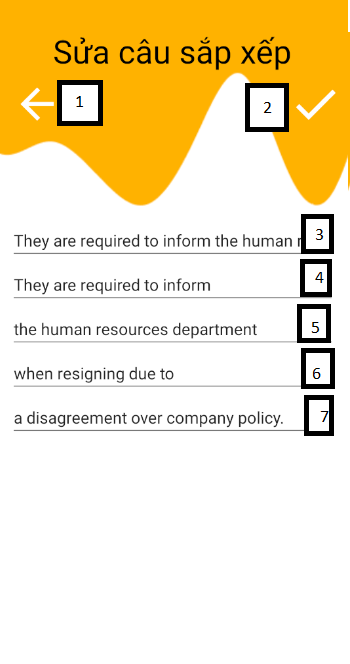 Sửa câu sắp xếp
1
2
They are required to inform the human
3
They are required to inform
4
the human resources department
5
when resigning due to
6
a disagreement over company policy.
7